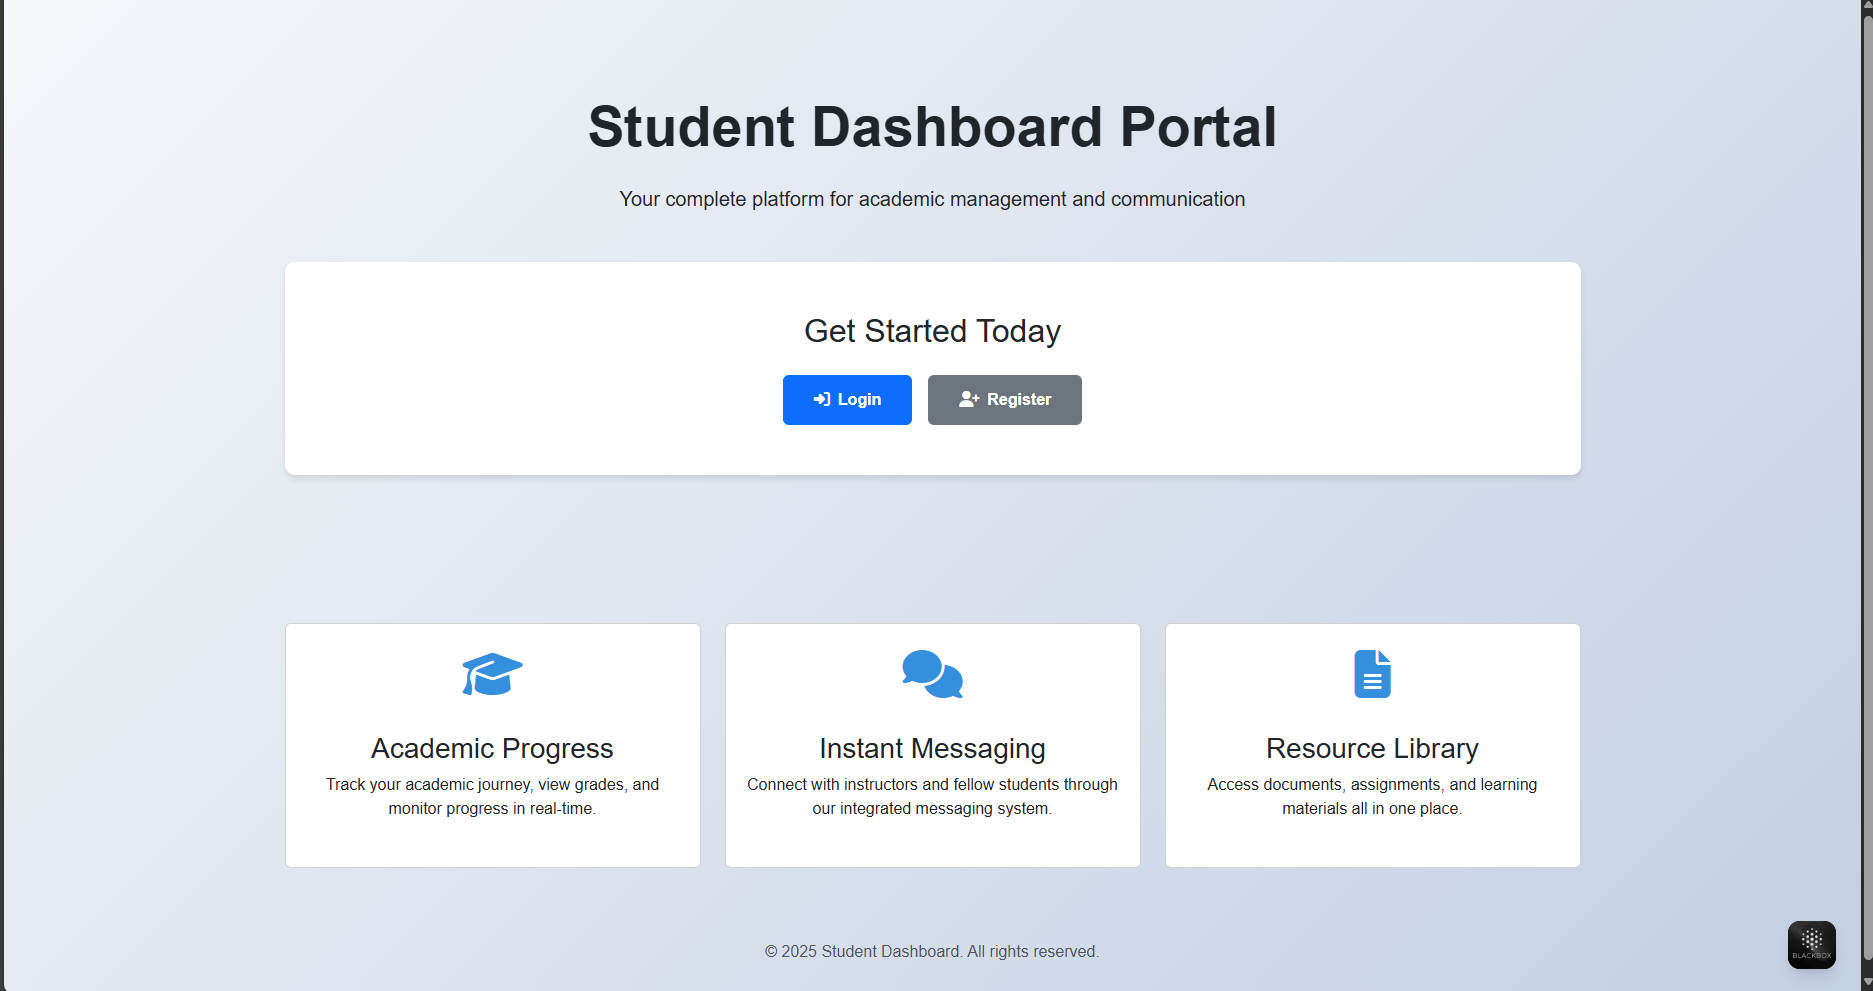 Student Dashboard Portal
Your complete platform for academic management and communication
Get Started Today
Login
Register
Academic Progress
Track your academic journey, view grades, and
monitor progress in real-time.
Instant Messaging
Connect with instructors and fellow students through
our integrated messaging system.
Resource Library
Access documents, assignments, and learning
materials all in one place.
© 2025 Student Dashboard. All rights reserved.
BLACKBOX